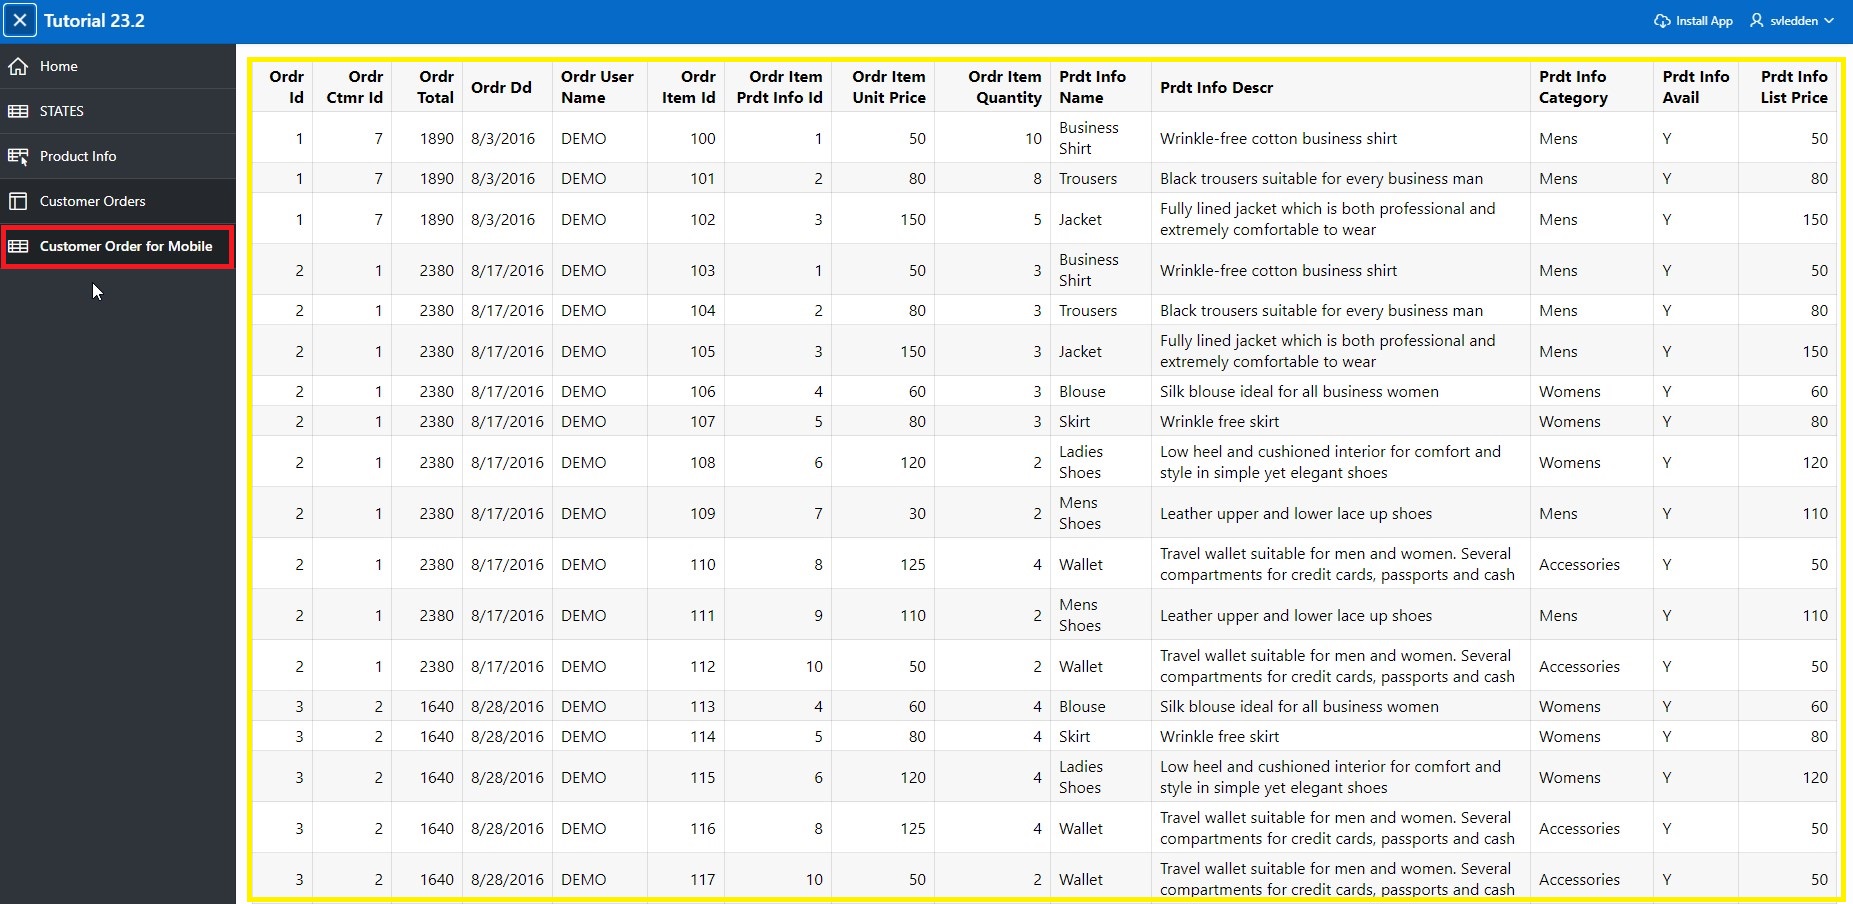 Tutorial 23.2
Install App svledden
Home
STATES
Product Info
Customer Orders
Customer Order for Mobile
Ordr Id Ordr Ctmr Id Ordr Total Ordr Dd Ordr User Name Ordr Item Id Ordr Item Prdt Info Id Ordr Item Unit Price Ordr Item Quantity Prdt Info Name Prdt Info Descr Prdt Info Category Prdt Info Avail Prdt Info List Price
1 7 1890 8/3/2016 DEMO 100 1 50 10 Business Shirt Wrinkle-free cotton business shirt Mens Y 50
1 7 1890 8/3/2016 DEMO 101 2 80 8 Trousers Black trousers suitable for every business man Mens Y 80
1 7 1890 8/3/2016 DEMO 102 3 150 5 Jacket Fully lined jacket which is both professional and extremely comfortable to wear Mens Y 150
2 1 2380 8/17/2016 DEMO 103 1 50 3 Business Shirt Wrinkle-free cotton business shirt Mens Y 50
2 1 2380 8/17/2016 DEMO 104 2 80 3 Trousers Black trousers suitable for every business man Mens Y 80
2 1 2380 8/17/2016 DEMO 105 3 150 3 Jacket Fully lined jacket which is both professional and extremely comfortable to wear Mens Y 150
2 1 2380 8/17/2016 DEMO 106 4 60 3 Blouse Silk blouse ideal for all business women Womens Y 60
2 1 2380 8/17/2016 DEMO 107 5 80 3 Skirt Wrinkle free skirt Womens Y 80
2 1 2380 8/17/2016 DEMO 108 6 120 2 Ladies Shoes Low heel and cushioned interior for comfort and style in simple yet elegant shoes Womens Y 120
2 1 2380 8/17/2016 DEMO 109 7 30 2 Mens Shoes Leather upper and lower lace up shoes Mens Y 110
2 1 2380 8/17/2016 DEMO 110 8 125 4 Wallet Travel wallet suitable for men and women. Several compartments for credit cards, passports and cash Accessories Y 50
2 1 2380 8/17/2016 DEMO 111 9 110 2 Mens Shoes Leather upper and lower lace up shoes Mens Y 110
2 1 2380 8/17/2016 DEMO 112 10 50 2 Wallet Travel wallet suitable for men and women. Several compartments for credit cards, passports and cash Accessories Y 50
3 2 1640 8/28/2016 DEMO 113 4 60 4 Blouse Silk blouse ideal for all business women Womens Y 60
3 2 1640 8/28/2016 DEMO 114 5 80 4 Skirt Wrinkle free skirt Womens Y 80
3 2 1640 8/28/2016 DEMO 115 6 120 4 Ladies Shoes Low heel and cushioned interior for comfort and style in simple yet elegant shoes Womens Y 120
3 2 1640 8/28/2016 DEMO 116 8 125 4 Wallet Travel wallet suitable for men and women. Several compartments for credit cards, passports and cash Accessories Y 50
3 2 1640 8/28/2016 DEMO 117 10 50 2 Wallet Travel wallet suitable for men and women. Several compartments for credit cards, passports and cash Accessories Y 50